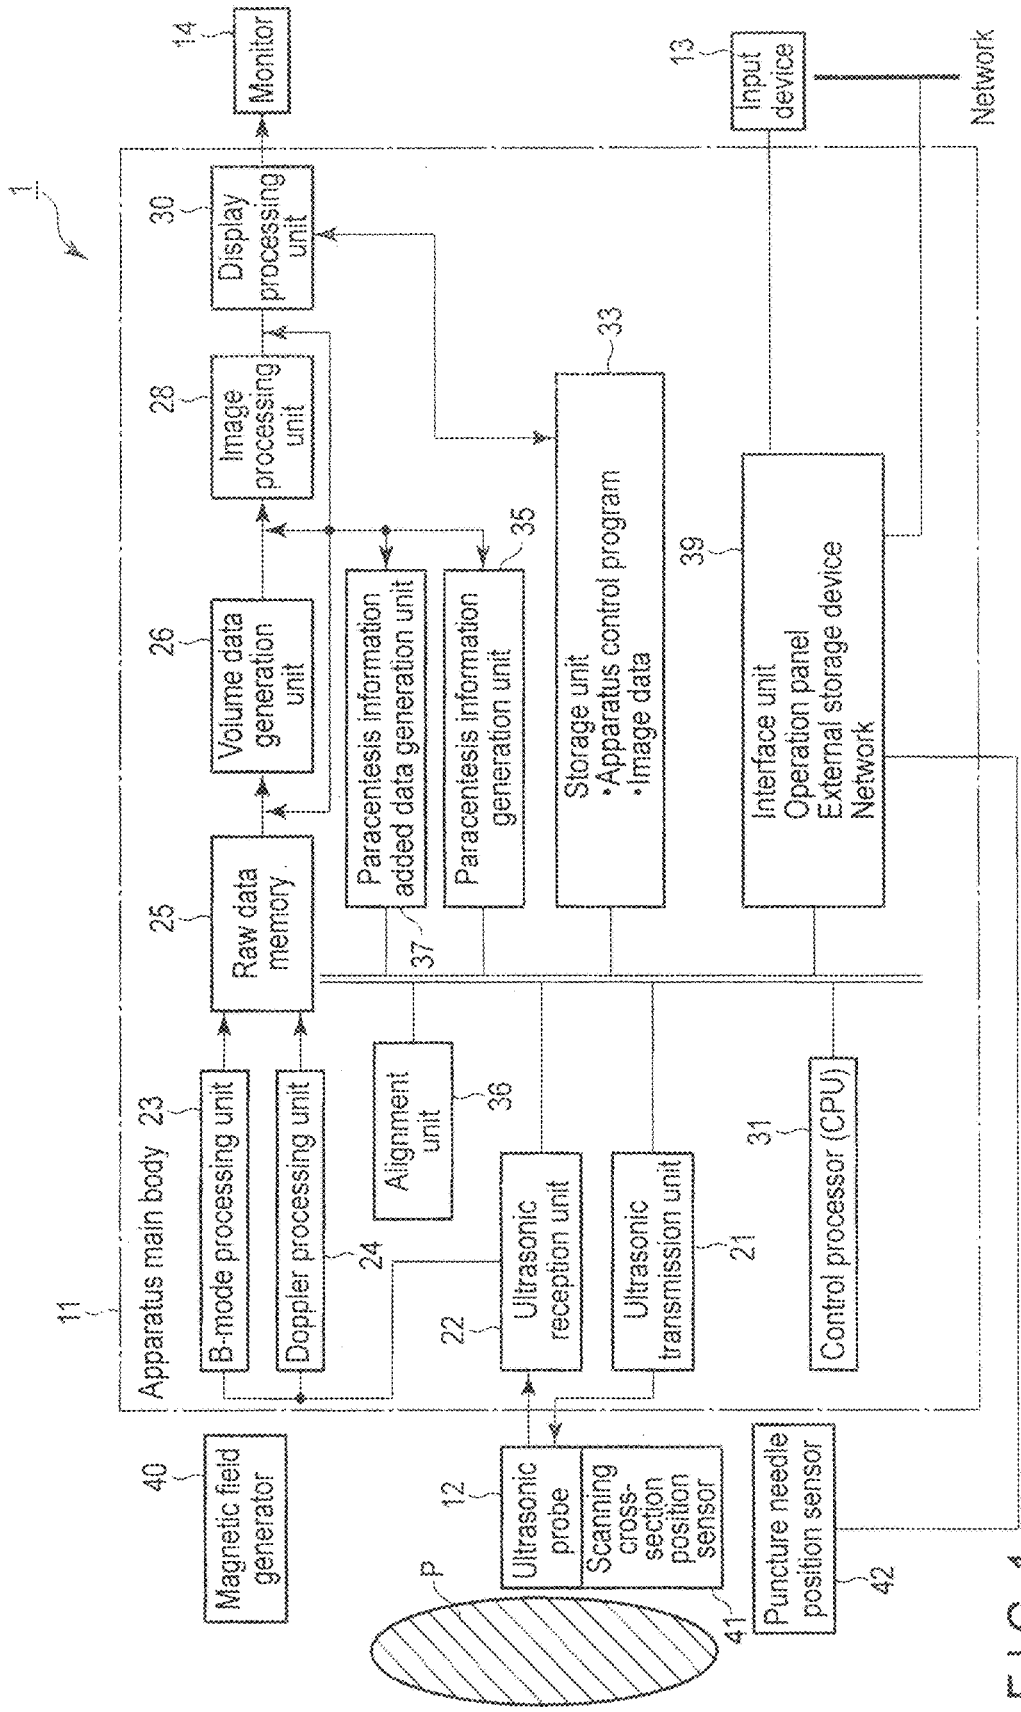 1
11
Apparatus main body
40
Magnetic field
generator
23
B-mode processing unit
Doppler processing unit
24
25
Raw data
memory
26
Volume data
generation
unit
28
Image
processing
unit
30
Display
processing
unit
14
Monitor
Alignment
unit
36
Paracentesis information
added data generation unit
37
Paracentesis information
generation unit
35
P
12
Ultrasonic
probe
Scanning
cross-
section
position
sensor
41
22
Ultrasonic
reception unit
Ultrasonic
transmission unit
21
33
Storage unit
•Apparatus control program
•Image data
Puncture needle
position sensor
42
31
Control processor (CPU)
39
Interface unit
Operation panel
External storage device
Network
13
Input
device
Network